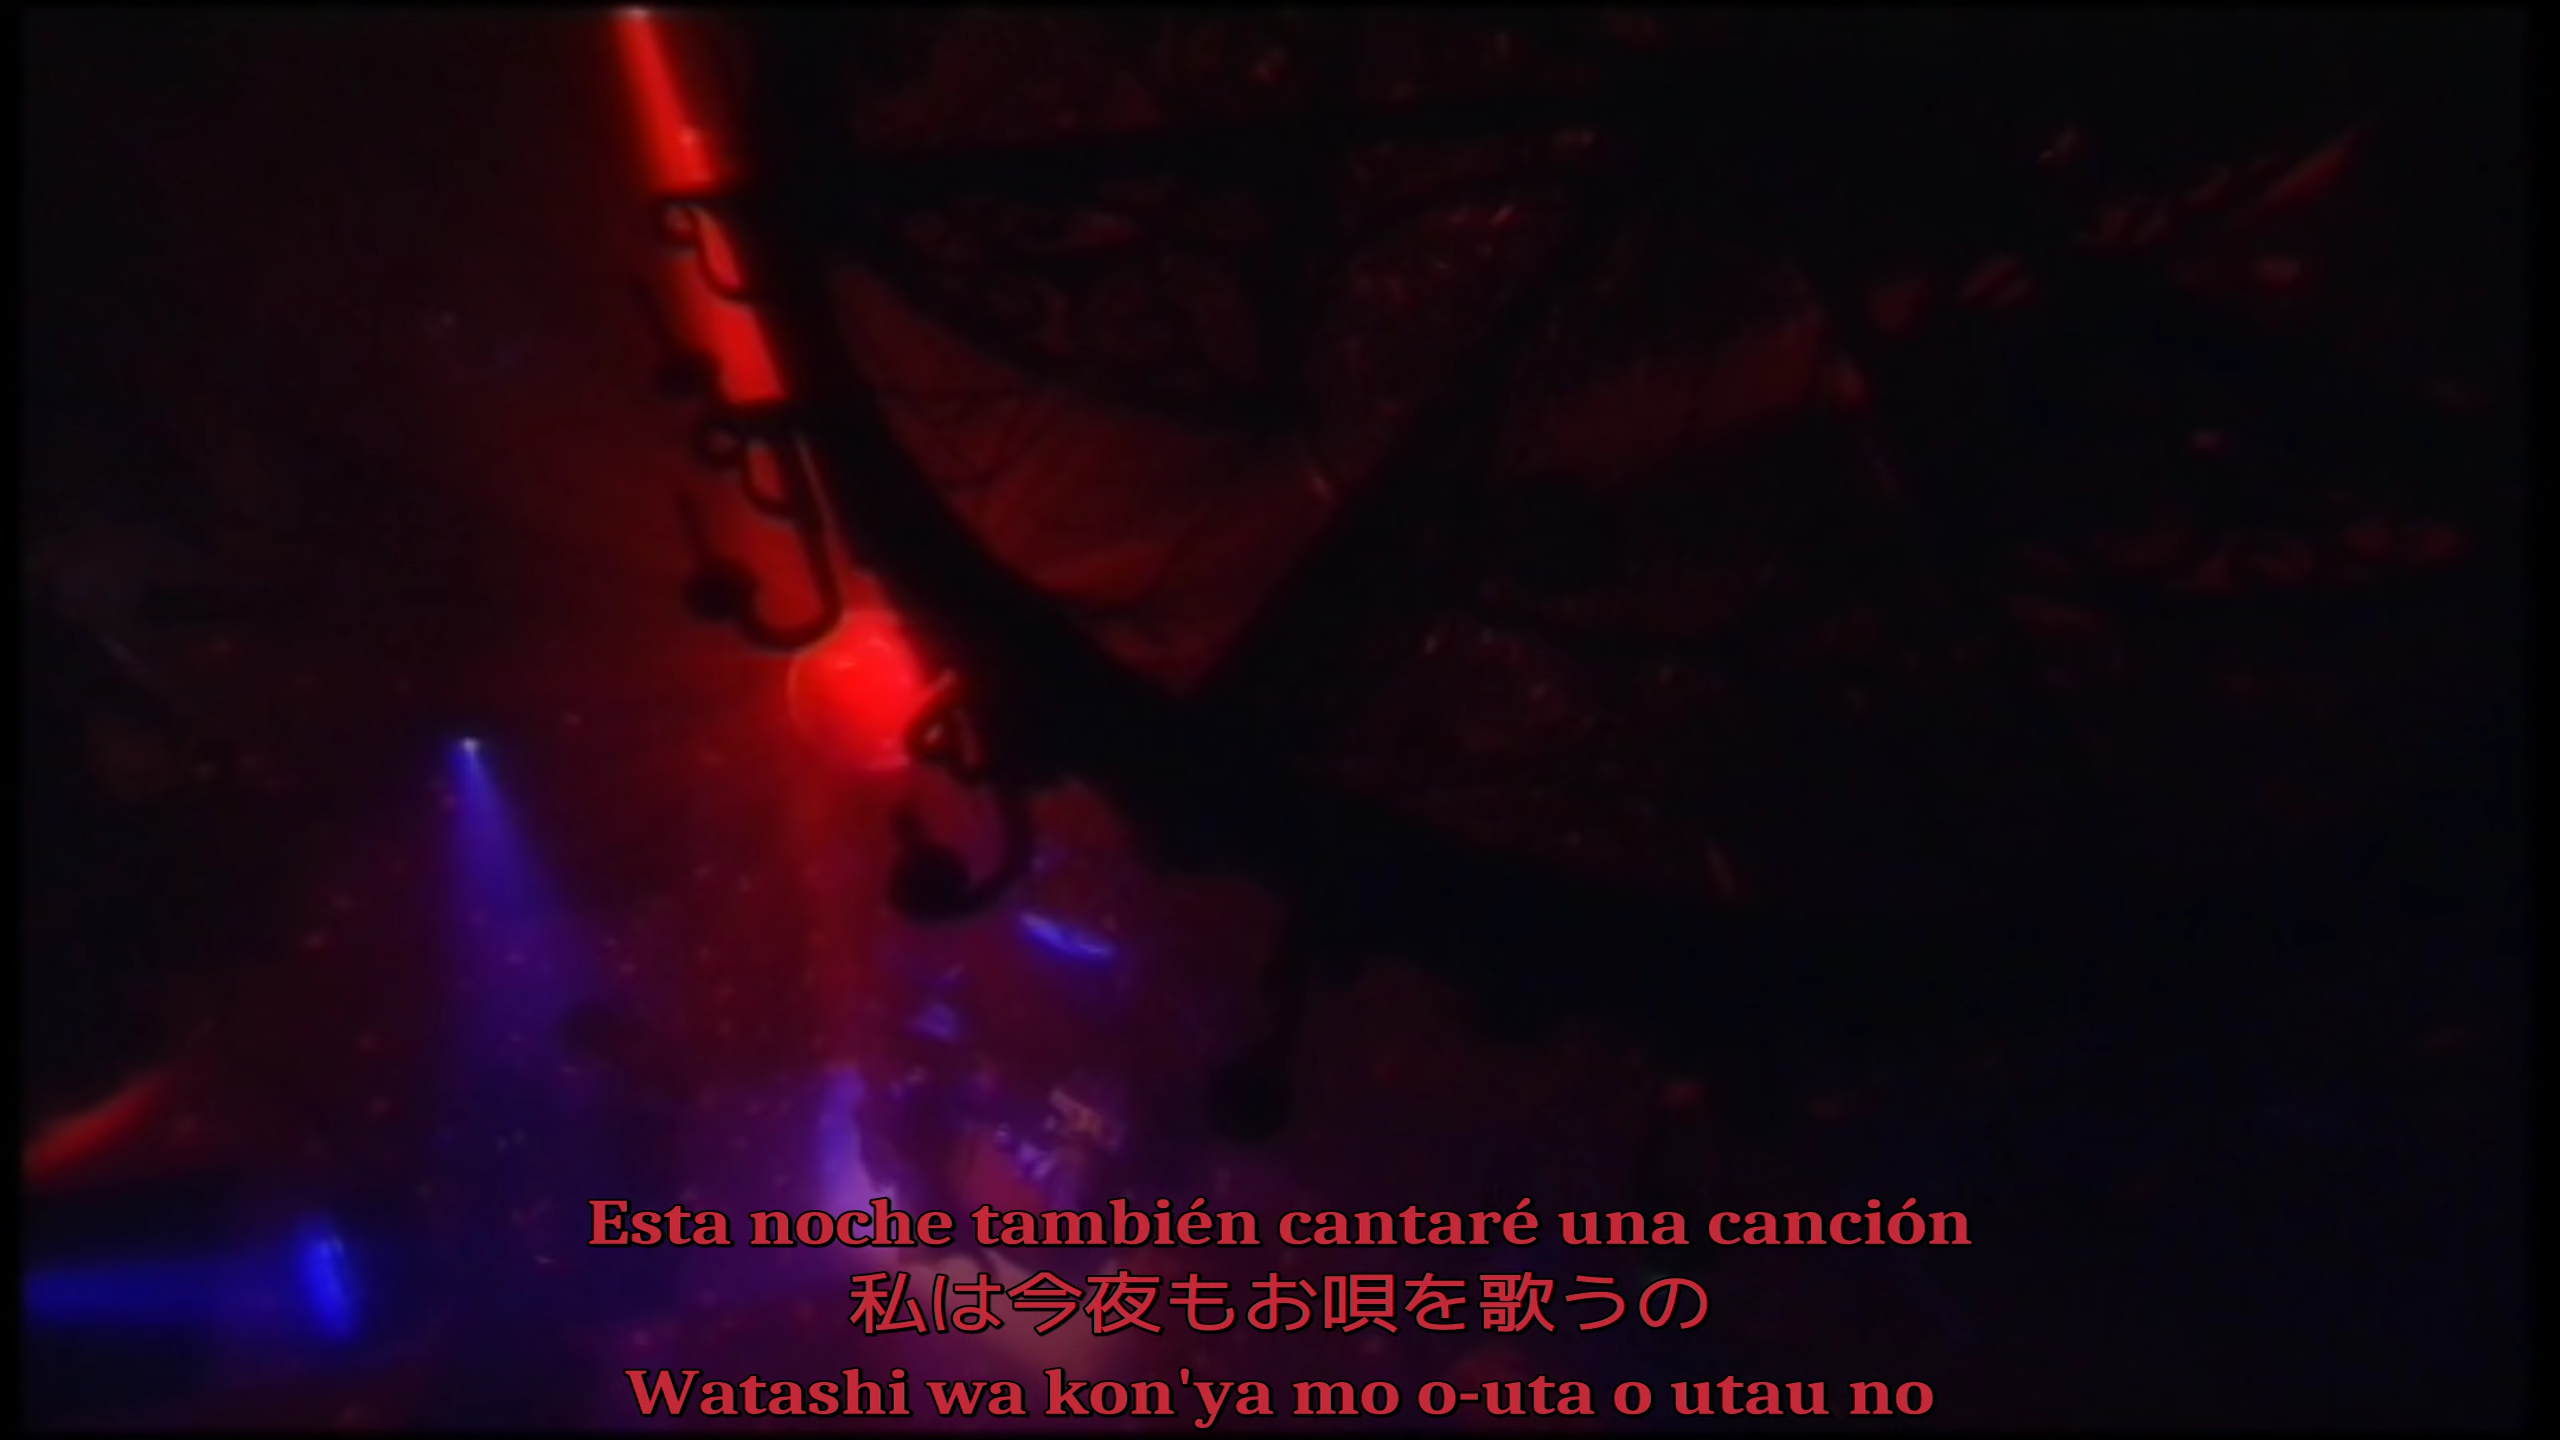 Esta noche también cantaré una canción
私は今夜もお唄を歌うの
Watashi wa kon'ya mo o-uta o utau no